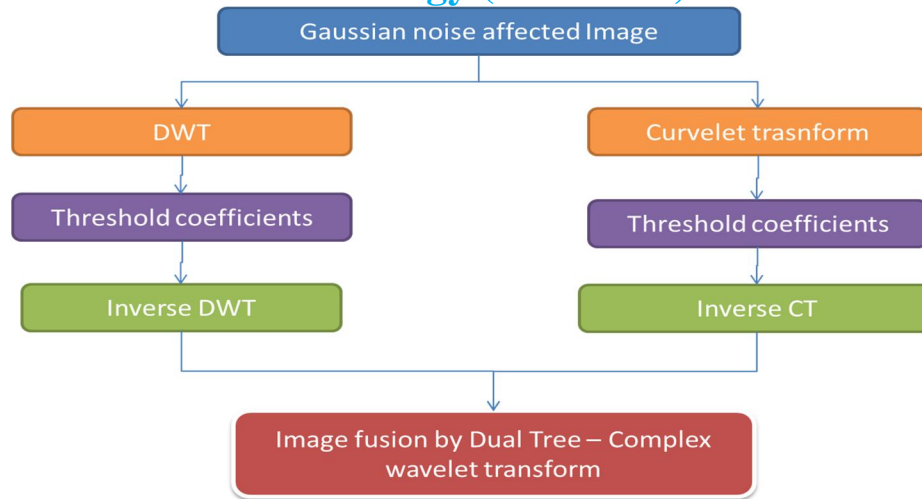 Gaussian noise affected Image
DWT
Curvelet trasnform
Threshold coefficients
Threshold coefficients
Inverse DWT
Inverse CT
Image fusion by Dual Tree – Complex
wavelet transform